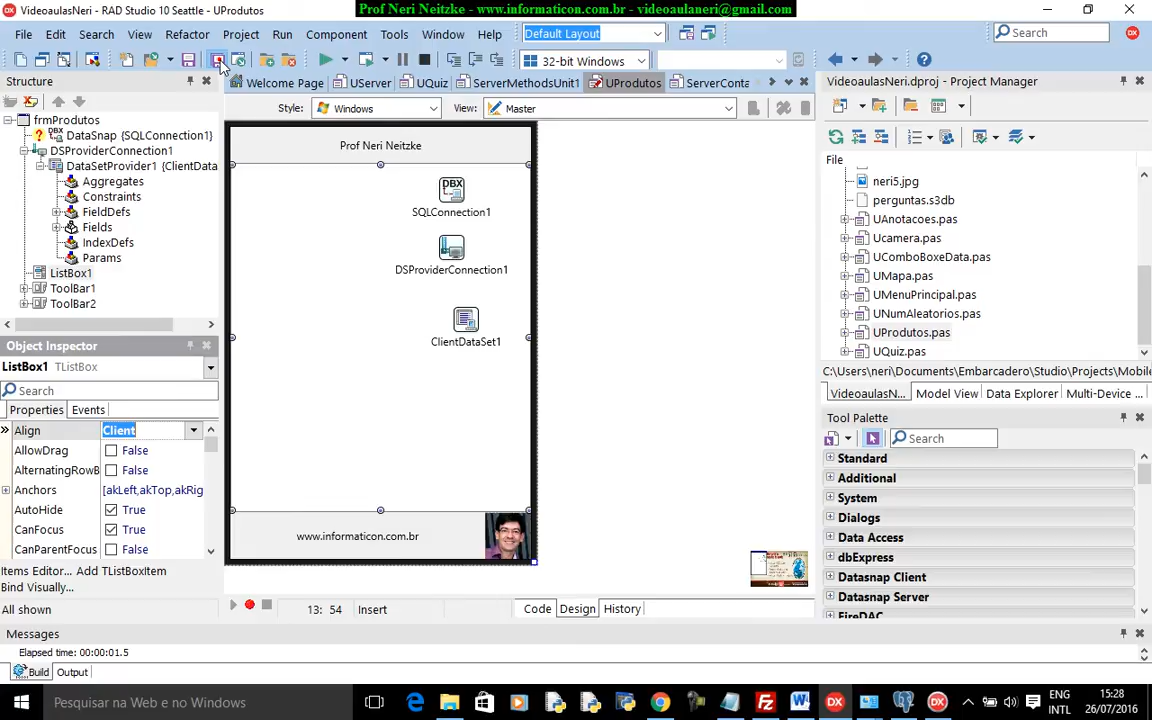 VideoaulasNeri - RAD Studio 10 Seattle - UProdutos
Prof Neri Neitzke - www.informaticon.com.br - videoaulaneri@gmail.com
File Edit Search View Refactor Project Run Component Tools Window Help
Default Layout
Search
32-bit Windows
Structure
frmProdutos
DataSnap {SQLConnection1}
DSProviderConnection1
DataSetProvider1 {ClientData
Aggregates
Constraints
FieldDefs
Fields
IndexDefs
Params
ListBox1
ToolBar1
ToolBar2
Object Inspector
ListBox1 TListBox
Search
Properties Events
Align Client
AllowDrag False
AlternatingRowB False
Anchors [akLeft,akTop,akRig
AutoHide True
CanFocus True
CanParentFocus False
Items Editor... Add TListBoxItem
Bind Visually...
All shown
Welcome Page UServer UQuiz ServerMethodsUnit1 UProdutos ServerConta
Style: Windows View: Master
Prof Neri Neitzke
DBX
SQLConnection1
DSProviderConnection1
ClientDataSet1
www.informaticon.com.br
13: 54 Insert Code Design History
VideoaulasNeri.dproj - Project Manager
File
neri5.jpg
perguntas.s3db
UAnotacoes.pas
Ucamera.pas
UComboBoxeData.pas
UMapa.pas
UMenuPrincipal.pas
UNumAleatorios.pas
UProdutos.pas
UQuiz.pas
C:\Users\neri\Documents\Embarcadero\Studio\Projects\Mobile
VideoaulasN... Model View Data Explorer Multi-Device ...
Tool Palette
Search
Standard
Additional
System
Dialogs
Data Access
dbExpress
Datasnap Client
Datasnap Server
FireDAC
Messages
Elapsed time: 00:00:01.5
Build Output
Pesquisar na Web e no Windows
ENG
INTL
15:28
26/07/2016